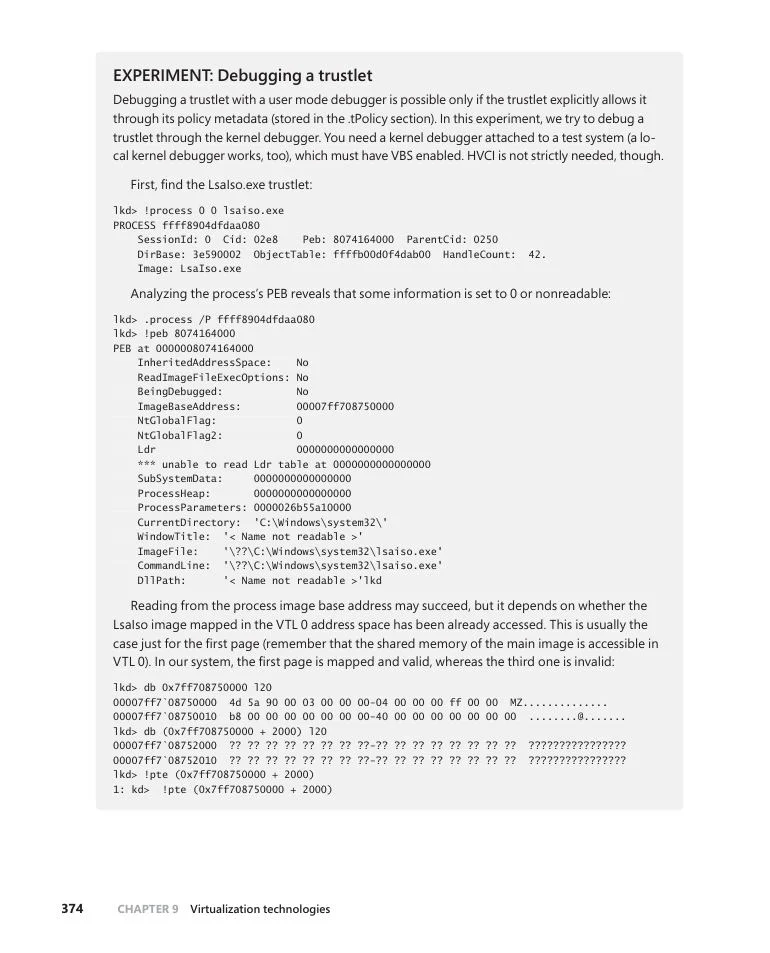 EXPERIMENT: Debugging a trustlet
Debugging a trustlet with a user mode debugger is possible only if the trustlet explicitly allows it
through its policy metadata (stored in the .tPolicy section). In this experiment, we try to debug a
trustlet through the kernel debugger. You need a kernel debugger attached to a test system (a lo-
cal kernel debugger works, too), which must have VBS enabled. HVCI is not strictly needed, though.
First, find the LsaIso.exe trustlet:
lkd> !process 0 0 lsaiso.exe
PROCESS ffff8904dfdaa080
    SessionId: 0  Cid: 02e8    Peb: 8074164000  ParentCid: 0250
    DirBase: 3e590002  ObjectTable: ffffb00d0f4dab00  HandleCount:  42.
    Image: LsaIso.exe
Analyzing the process's PEB reveals that some information is set to 0 or nonreadable:
lkd> .process /P ffff8904dfdaa080
lkd> !peb 8074164000
PEB at 0000008074164000
    InheritedAddressSpace:    No
    ReadImageFileExecOptions: No
    BeingDebugged:            No
    ImageBaseAddress:         00007ff708750000
    NtGlobalFlag:             0
    NtGlobalFlag2:            0
    Ldr                       0000000000000000
    *** unable to read Ldr table at 0000000000000000
    SubSystemData:     0000000000000000
    ProcessHeap:       0000000000000000
    ProcessParameters: 0000026b55a10000
    CurrentDirectory:  'C:\Windows\system32\'
    WindowTitle:  '< Name not readable >'
    ImageFile:    '\??\C:\Windows\system32\lsaiso.exe'
    CommandLine:  '\??\C:\Windows\system32\lsaiso.exe'
    DllPath:      '< Name not readable >'lkd
Reading from the process image base address may succeed, but it depends on whether the
LsaIso image mapped in the VTL 0 address space has been already accessed. This is usually the
case just for the first page (remember that the shared memory of the main image is accessible in
VTL 0). In our system, the first page is mapped and valid, whereas the third one is invalid:
lkd> db 0x7ff708750000 l20
00007ff7`08750000  4d 5a 90 00 03 00 00 00-04 00 00 00 ff ff 00 00  MZ..............
00007ff7`08750010  b8 00 00 00 00 00 00 00-40 00 00 00 00 00 00 00  ........@.......
lkd> db (0x7ff708750000 + 2000) l20
00007ff7`08752000  ?? ?? ?? ?? ?? ?? ?? ??-?? ?? ?? ?? ?? ?? ?? ??  ????????????????
00007ff7`08752010  ?? ?? ?? ?? ?? ?? ?? ??-?? ?? ?? ?? ?? ?? ?? ??  ????????????????
lkd> !pte (0x7ff708750000 + 2000)
1: kd>  !pte (0x7ff708750000 + 2000)
374 CHAPTER 9 Virtualization technologies